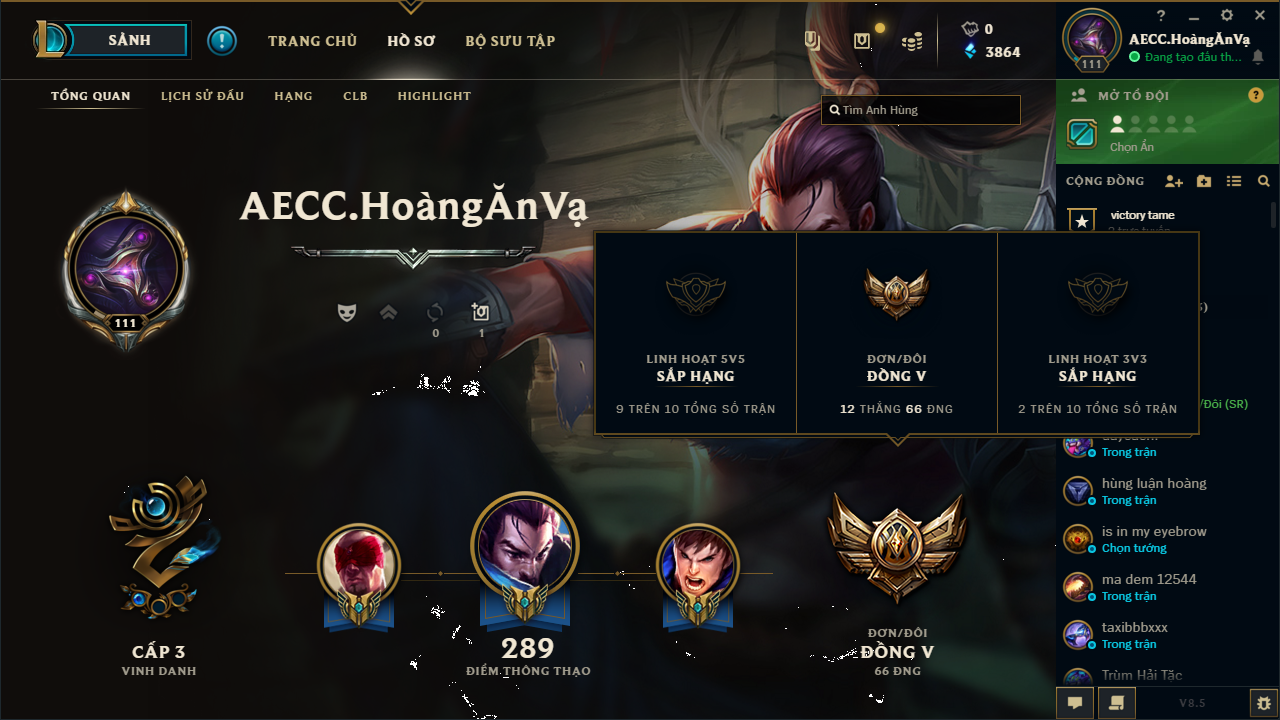 SẢNH
TRANG CHỦ
HỒ SƠ
BỘ SƯU TẬP
0
3864
?
AECC.HoàngĂnVạ
Đang tạo đấu th...
111
TỔNG QUAN
LỊCH SỬ ĐẤU
HẠNG
CLB
HIGHLIGHT
Tìm Anh Hùng
MỞ TỔ ĐỘI
?
Chọn Ẩn
CỘNG ĐỒNG
victory tame
AECC.HoàngĂnVạ
111
0
1
LINH HOẠT 5V5
SẮP HẠNG
9 TRÊN 10 TỔNG SỐ TRẬN
ĐƠN/ĐÔI
ĐỒNG V
12 THẮNG 66 ĐNG
LINH HOẠT 3V3
SẮP HẠNG
2 TRÊN 10 TỔNG SỐ TRẬN
/Đôi (SR)
Trong trận
hùng luận hoàng
Trong trận
is in my eyebrow
Chọn tướng
ma dem 12544
Trong trận
taxibbbxxx
Trong trận
Trùm Hải Tặc
CẤP 3
VINH DANH
289
ĐIỂM THÔNG THẠO
ĐƠN/ĐÔI
ĐỒNG V
66 ĐNG
V8.5